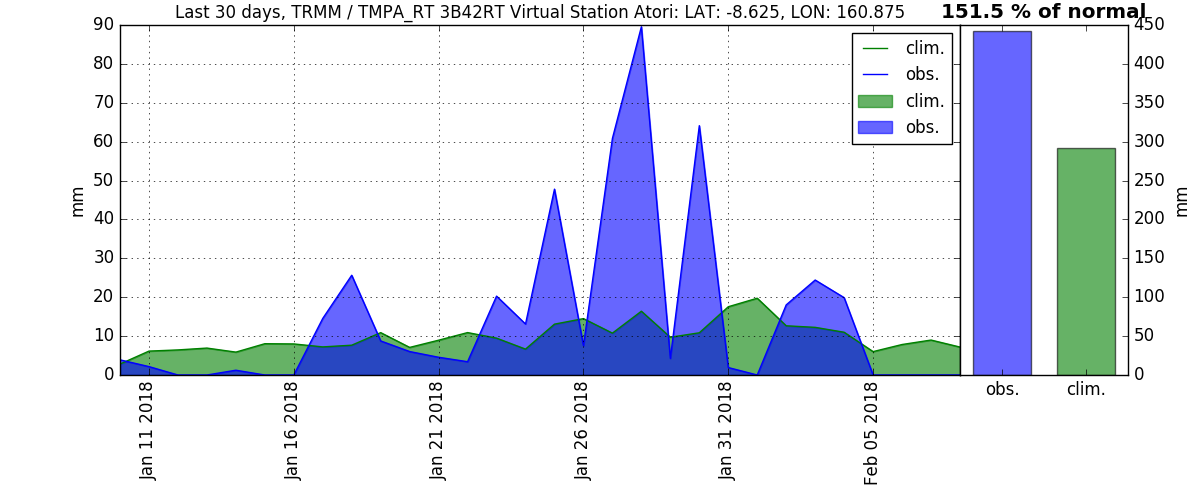 Last 30 days, TRMM / TMPA_RT 3B42RT Virtual Station Atori: LAT: -8.625, LON: 160.875
151.5 % of normal
90
80
70
60
50
40
30
20
10
0
mm
Jan 11 2018
Jan 16 2018
Jan 21 2018
Jan 26 2018
Jan 31 2018
Feb 05 2018
clim.
obs.
clim.
obs.
450
400
350
300
250
200
150
100
50
0
mm
obs.
clim.